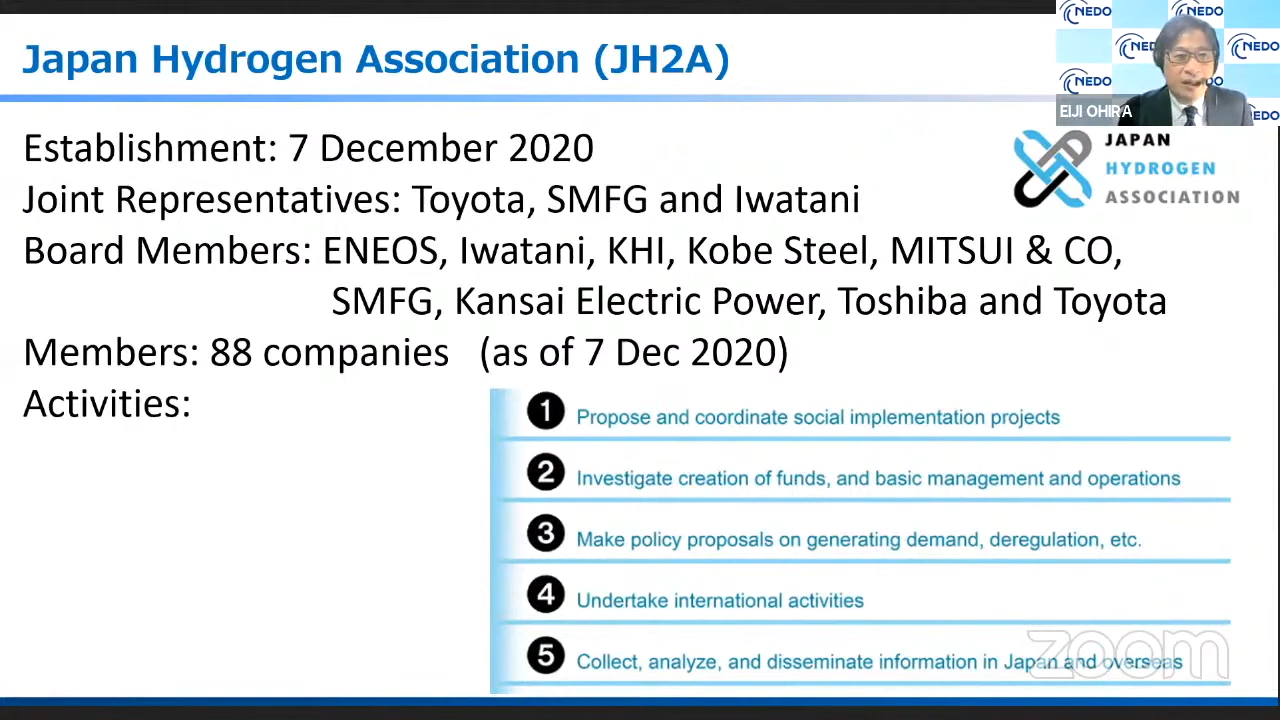 Japan Hydrogen Association (JH2A)
NEDO
NEDO
NEDO
NEDO
NEDO
EIJI OHIRA
Establishment: 7 December 2020
JAPAN
HYDROGEN
ASSOCIATION
Joint Representatives: Toyota, SMFG and Iwatani
Board Members: ENEOS, Iwatani, KHI, Kobe Steel, MITSUI & CO,
SMFG, Kansai Electric Power, Toshiba and Toyota
Members: 88 companies (as of 7 Dec 2020)
Activities:
1 Propose and coordinate social implementation projects
2 Investigate creation of funds, and basic management and operations
3 Make policy proposals on generating demand, deregulation, etc.
4 Undertake international activities
5 Collect, analyze, and disseminate information in Japan and overseas
zoom